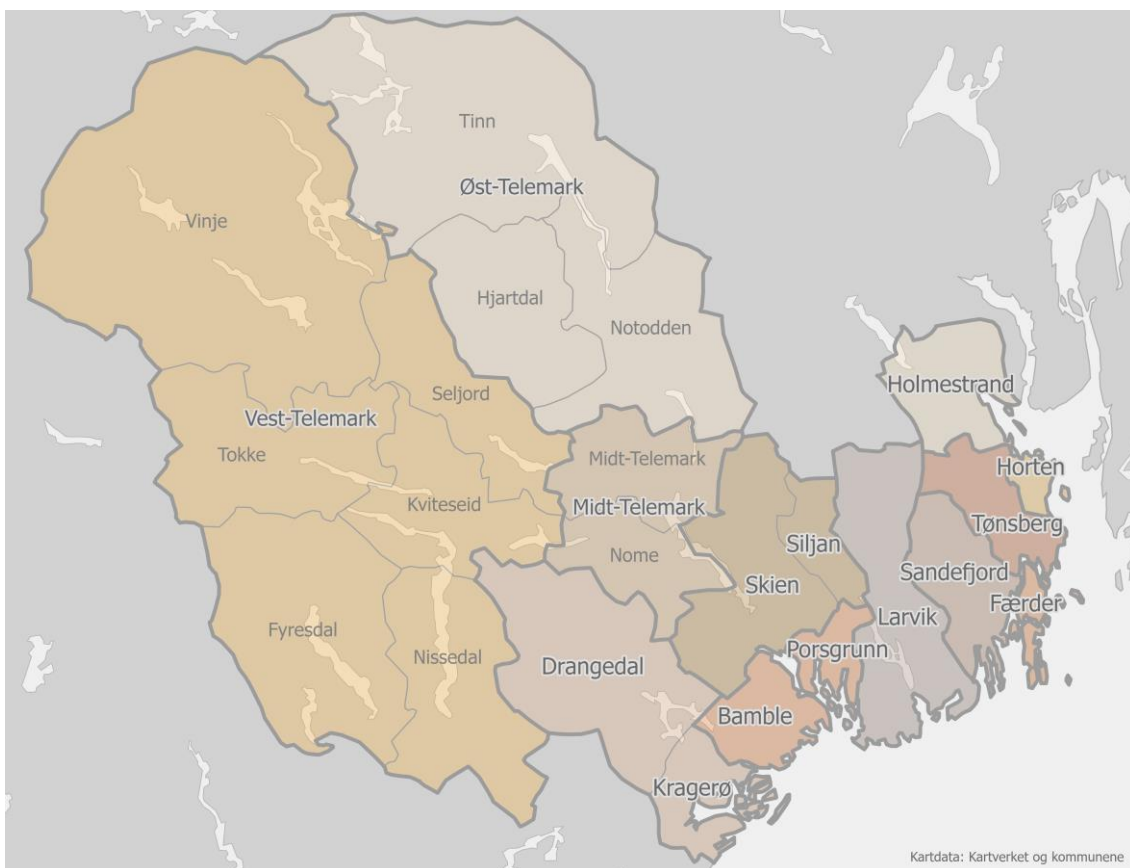 Tinn
Øst-Telemark
Vinje
Hjartdal
Notodden
Holmestrand
Seljord
Vest-Telemark
Tokke
Midt-Telemark
Horten
Kviteseid
Midt-Telemark
Tønsberg
Siljan
Nome
Sandefjord
Skien
Færder
Larvik
Fyresdal
Porsgrunn
Nissedal
Drangedal
Bamble
Kragerø
Kartdata: Kartverket og kommunene